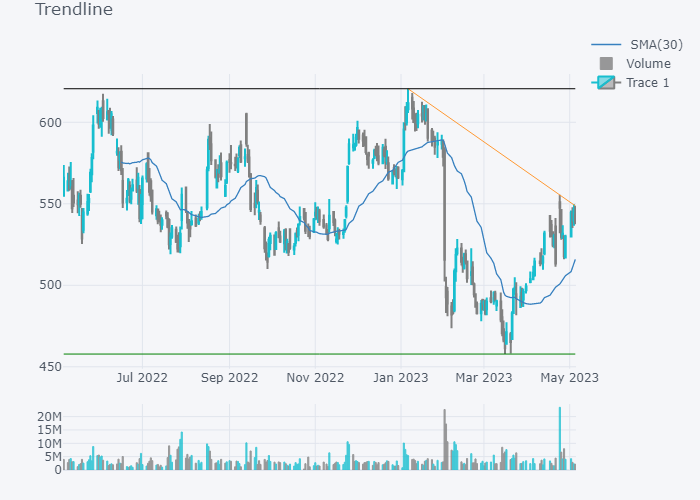 Trendline
SMA(30)
Volume
Trace 1
600
550
500
450
Jul 2022
Sep 2022
Nov 2022
Jan 2023
Mar 2023
May 2023
20M
15M
10M
5M
0